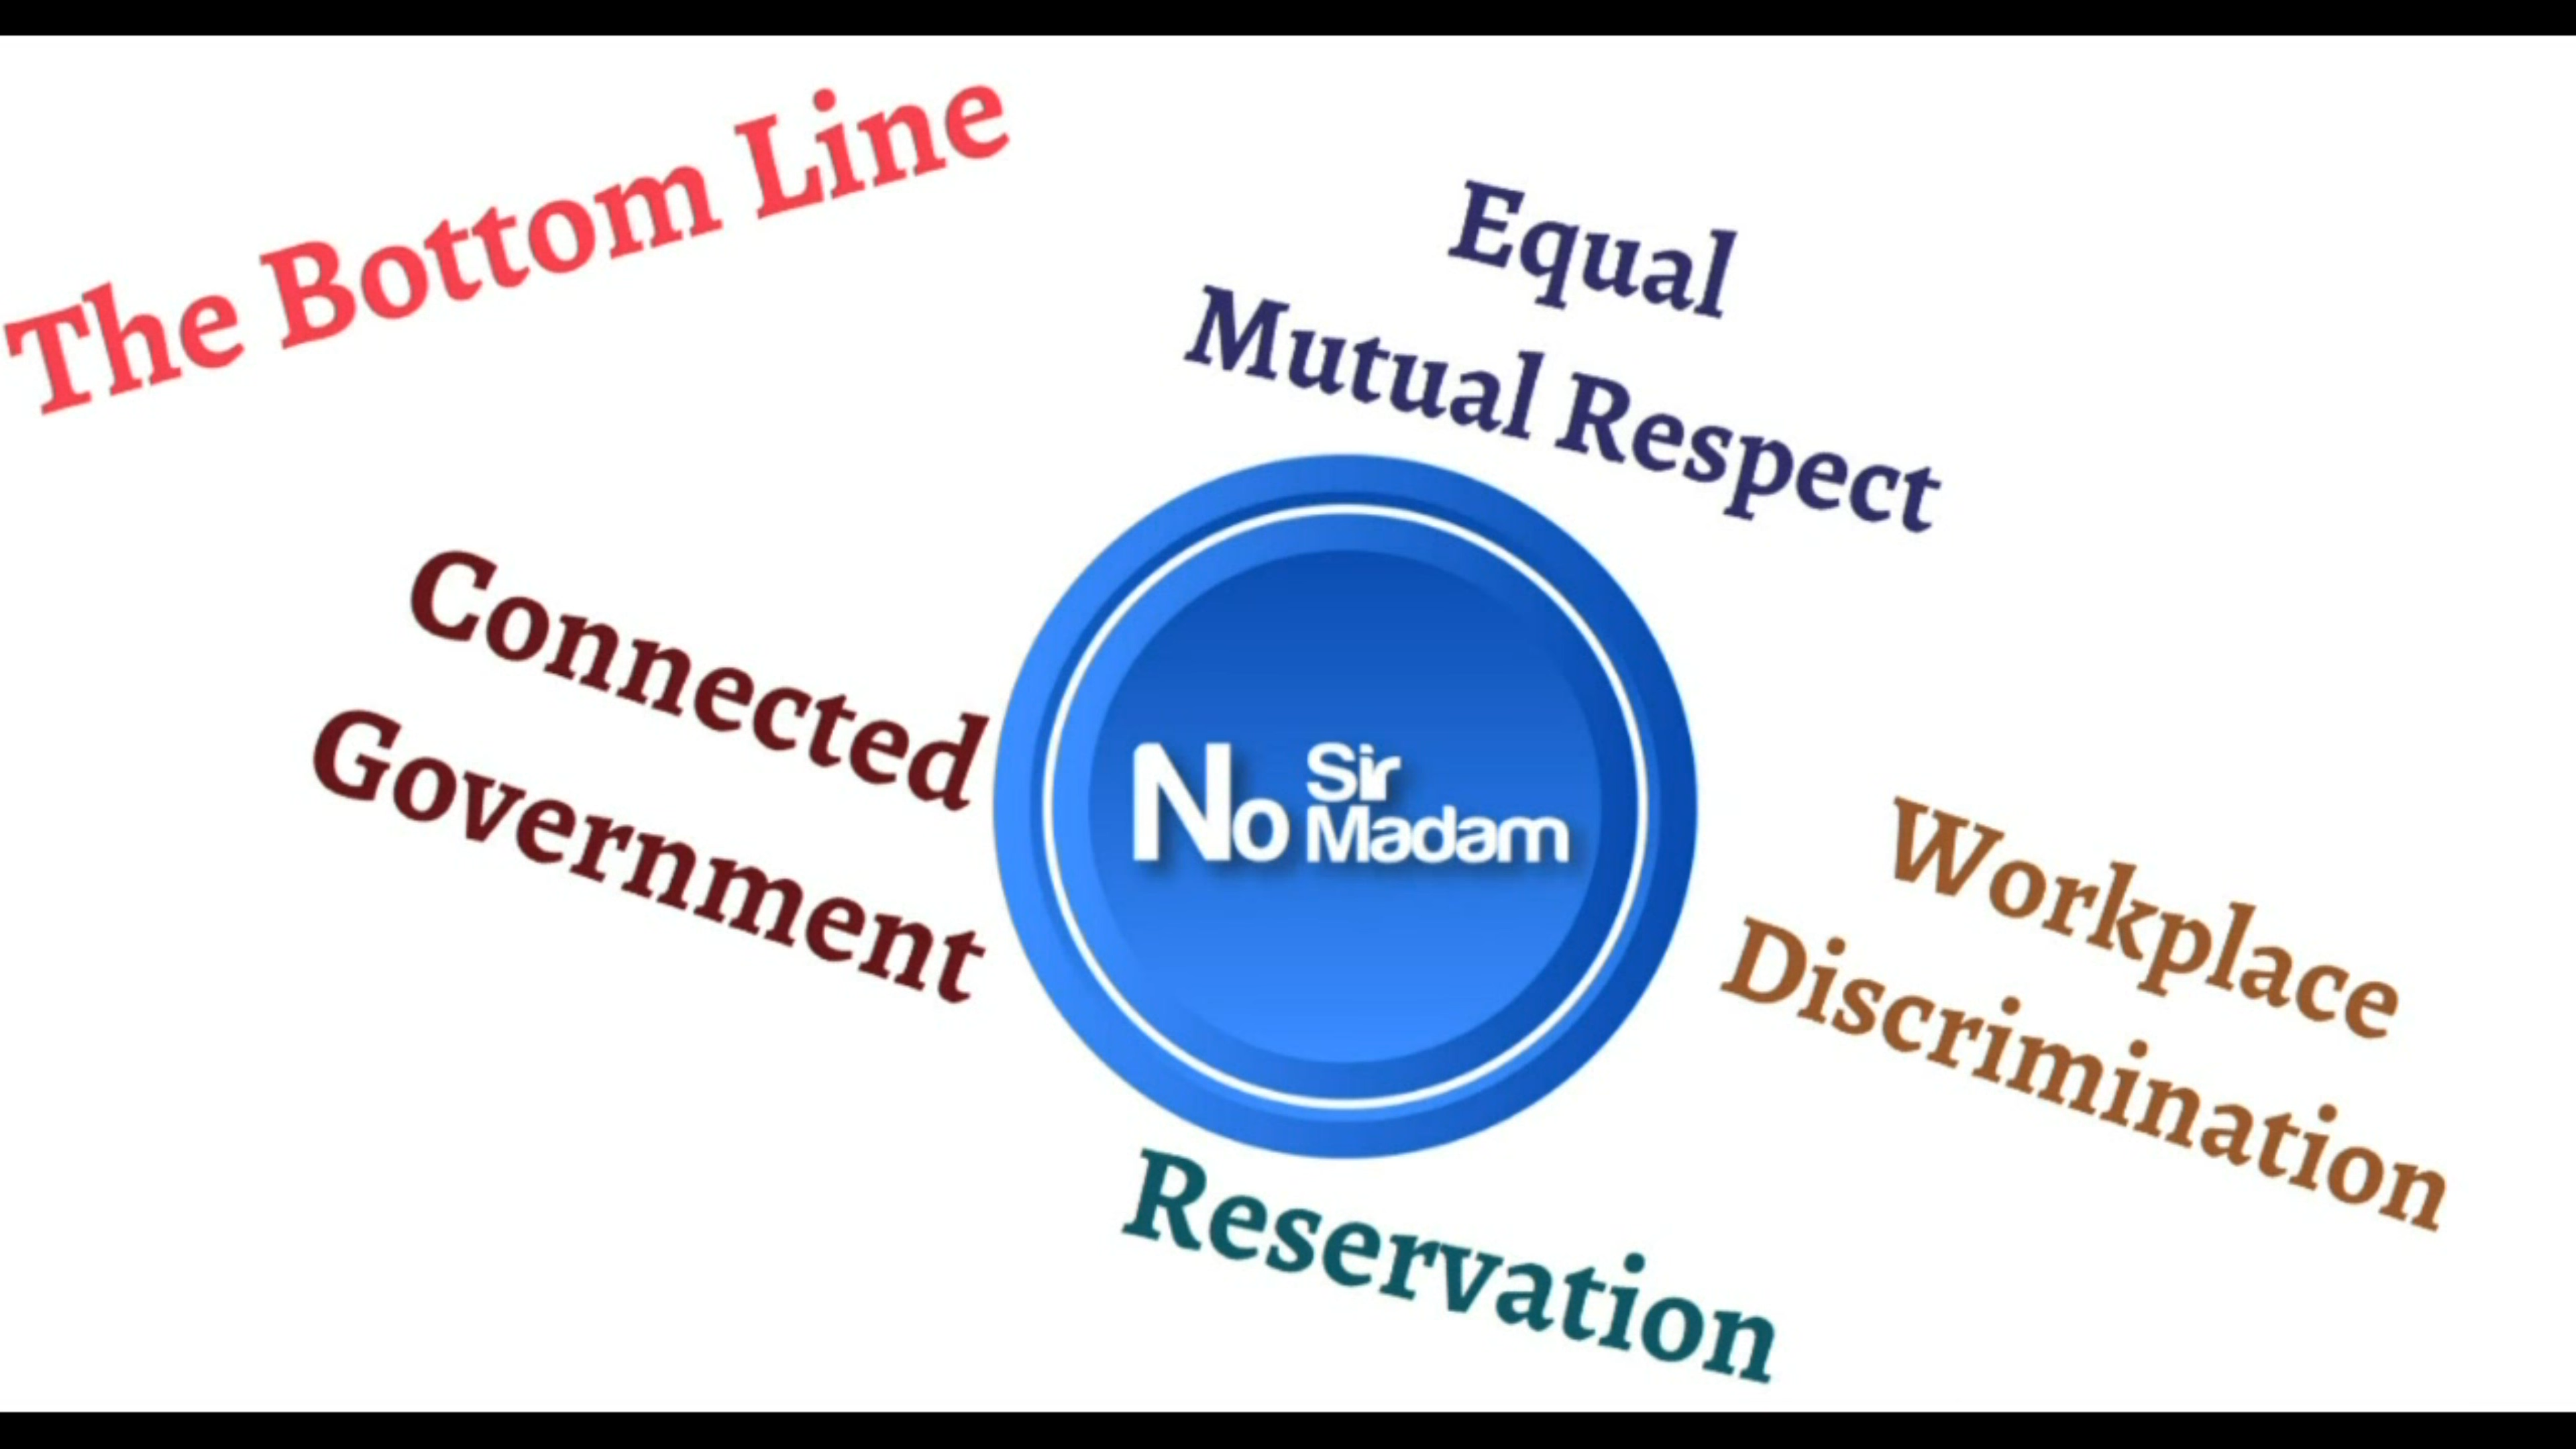 The Bottom Line
Equal
Mutual Respect
Connected
Government
No Sir
Madam
Workplace
Discrimination
Reservation